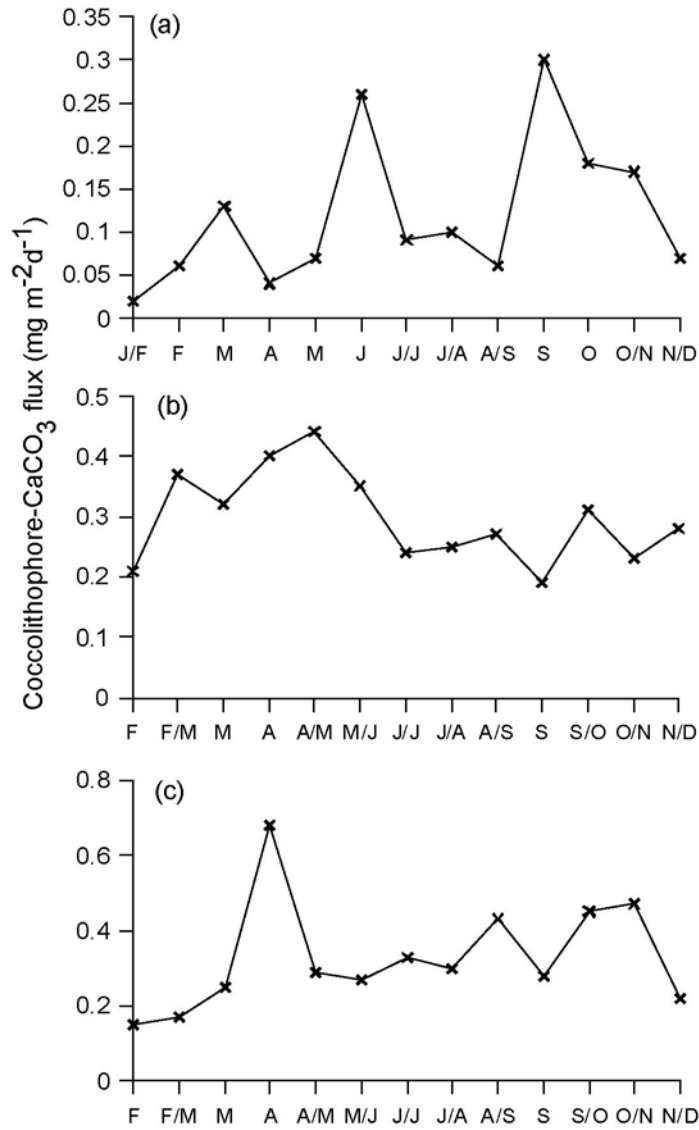 Coccolithophore-CaCO3 flux (mg m-2d-1)
(a)
0.35
0.3
0.25
0.2
0.15
0.1
0.05
0
J/F F M A M J J/J J/A A/S S O O/N N/D
(b)
0.5
0.4
0.3
0.2
0.1
0
F F/M M A A/M M/J J/J J/A A/S S S/O O/N N/D
(c)
0.8
0.6
0.4
0.2
0
F F/M M A A/M M/J J/J J/A A/S S S/O O/N N/D